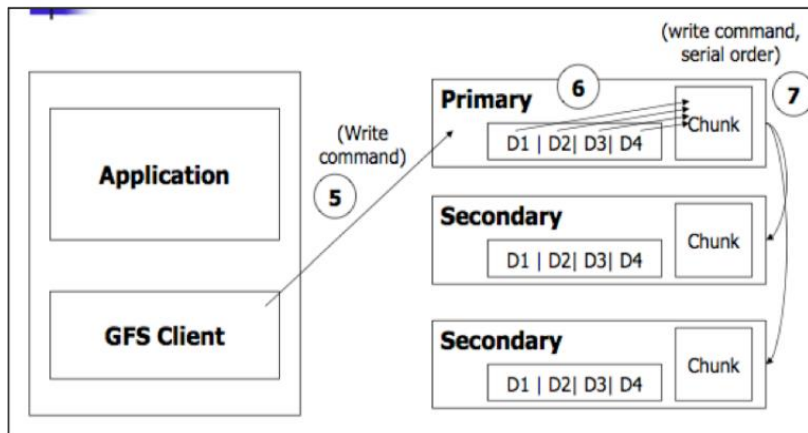 (write command,
serial order)
6
7
Primary
Chunk
D1 | D2| D3| D4
(Write
command)
Application
5
Secondary
Chunk
D1 | D2| D3| D4
GFS Client
Secondary
Chunk
D1 | D2| D3| D4